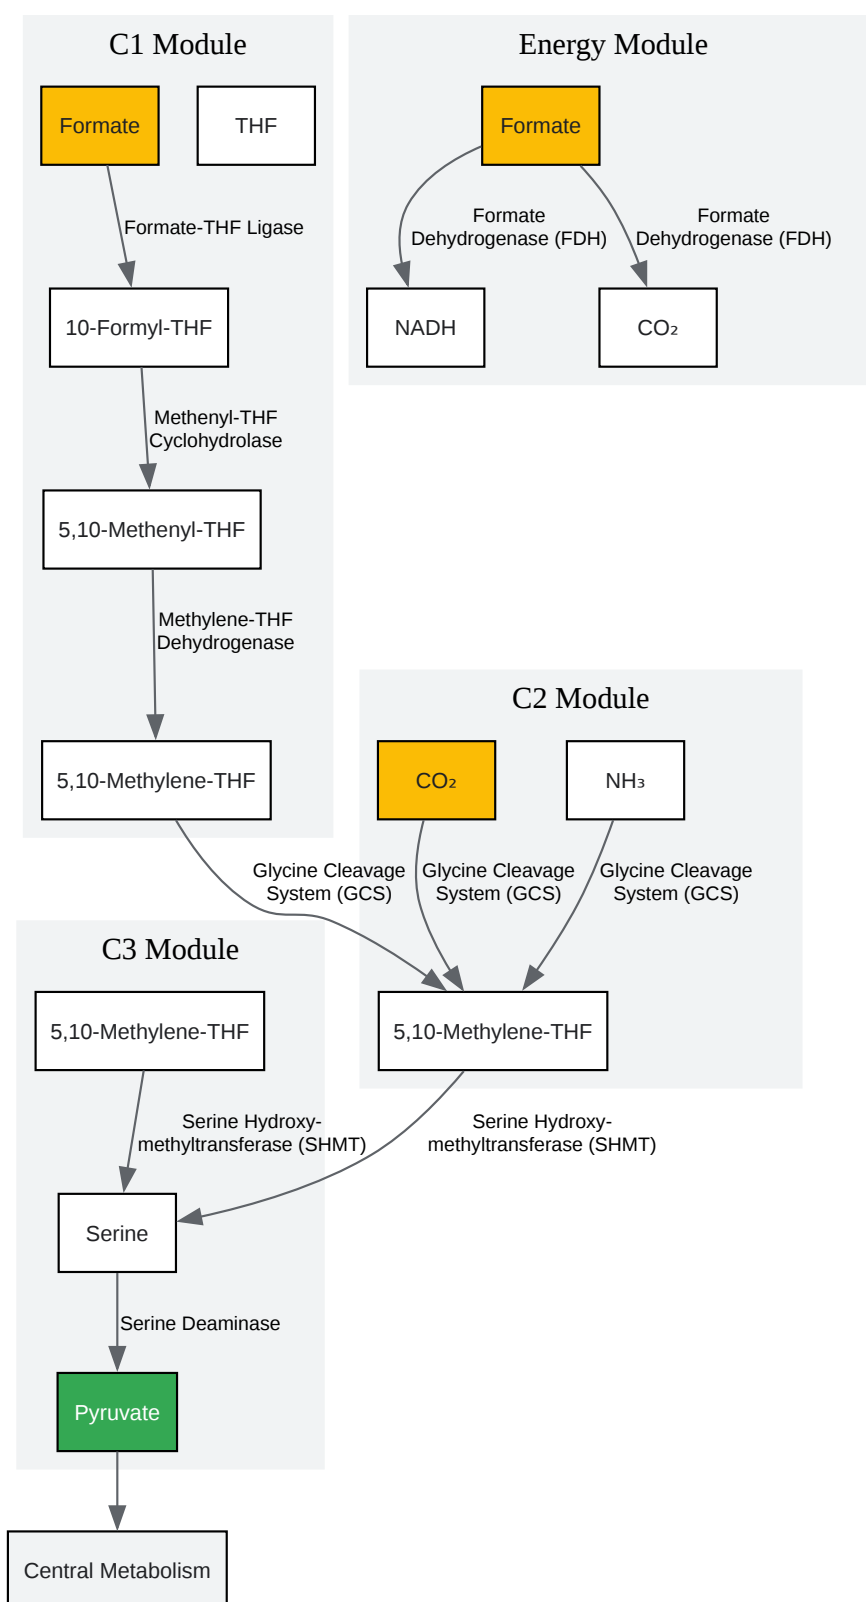 C1 Module
Formate
THF
Formate-THF Ligase
10-Formyl-THF
Methenyl-THF
Cyclohydrolase
5,10-Methenyl-THF
Methylene-THF
Dehydrogenase
5,10-Methylene-THF
Energy Module
Formate
Formate
Dehydrogenase (FDH)
Formate
Dehydrogenase (FDH)
NADH
CO₂
C2 Module
CO₂
NH₃
Glycine Cleavage
System (GCS)
Glycine Cleavage
System (GCS)
Glycine Cleavage
System (GCS)
5,10-Methylene-THF
C3 Module
5,10-Methylene-THF
Serine Hydroxy-
methyltransferase (SHMT)
Serine Hydroxy-
methyltransferase (SHMT)
Serine
Serine Deaminase
Pyruvate
Central Metabolism